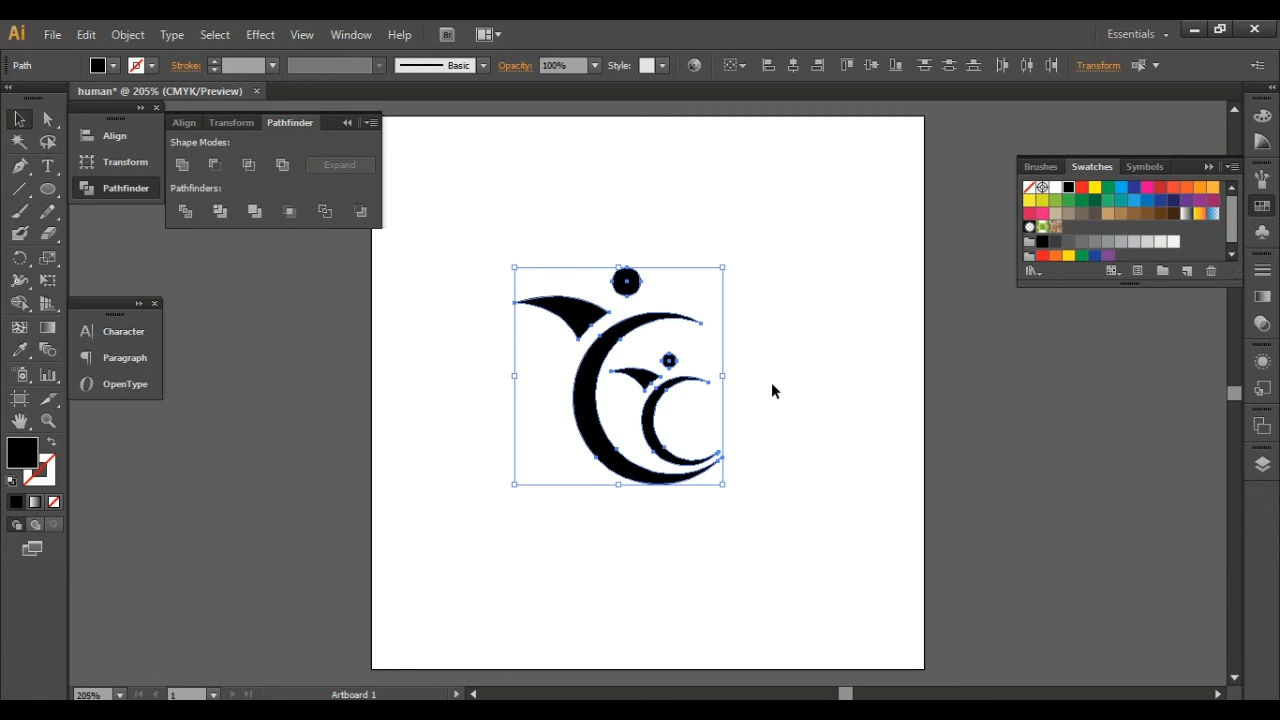 Ai File Edit Object Type Select Effect View Window Help Br Essentials
Path Stroke: Basic Opacity: 100% Style: Transform
human* @ 205% (CMYK/Preview)
Align Transform Pathfinder
Shape Modes:
Expand
Pathfinders:
Align
Transform
Pathfinder
Character
Paragraph
OpenType
Brushes Swatches Symbols
205% 1 Artboard 1